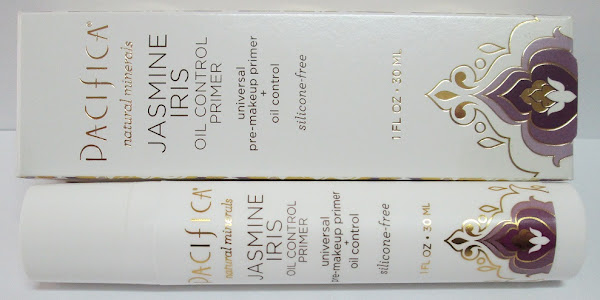 PACIFICA®
natural minerals
JASMINE
IRIS
OIL CONTROL
PRIMER
universal
pre-makeup primer
+
oil control
silicone-free
1 FL OZ • 30 ML
PACIFICA®
natural minerals
JASMINE
IRIS
OIL CONTROL
PRIMER
universal
pre-makeup primer
+
oil control
silicone-free
1 FL OZ • 30 ML